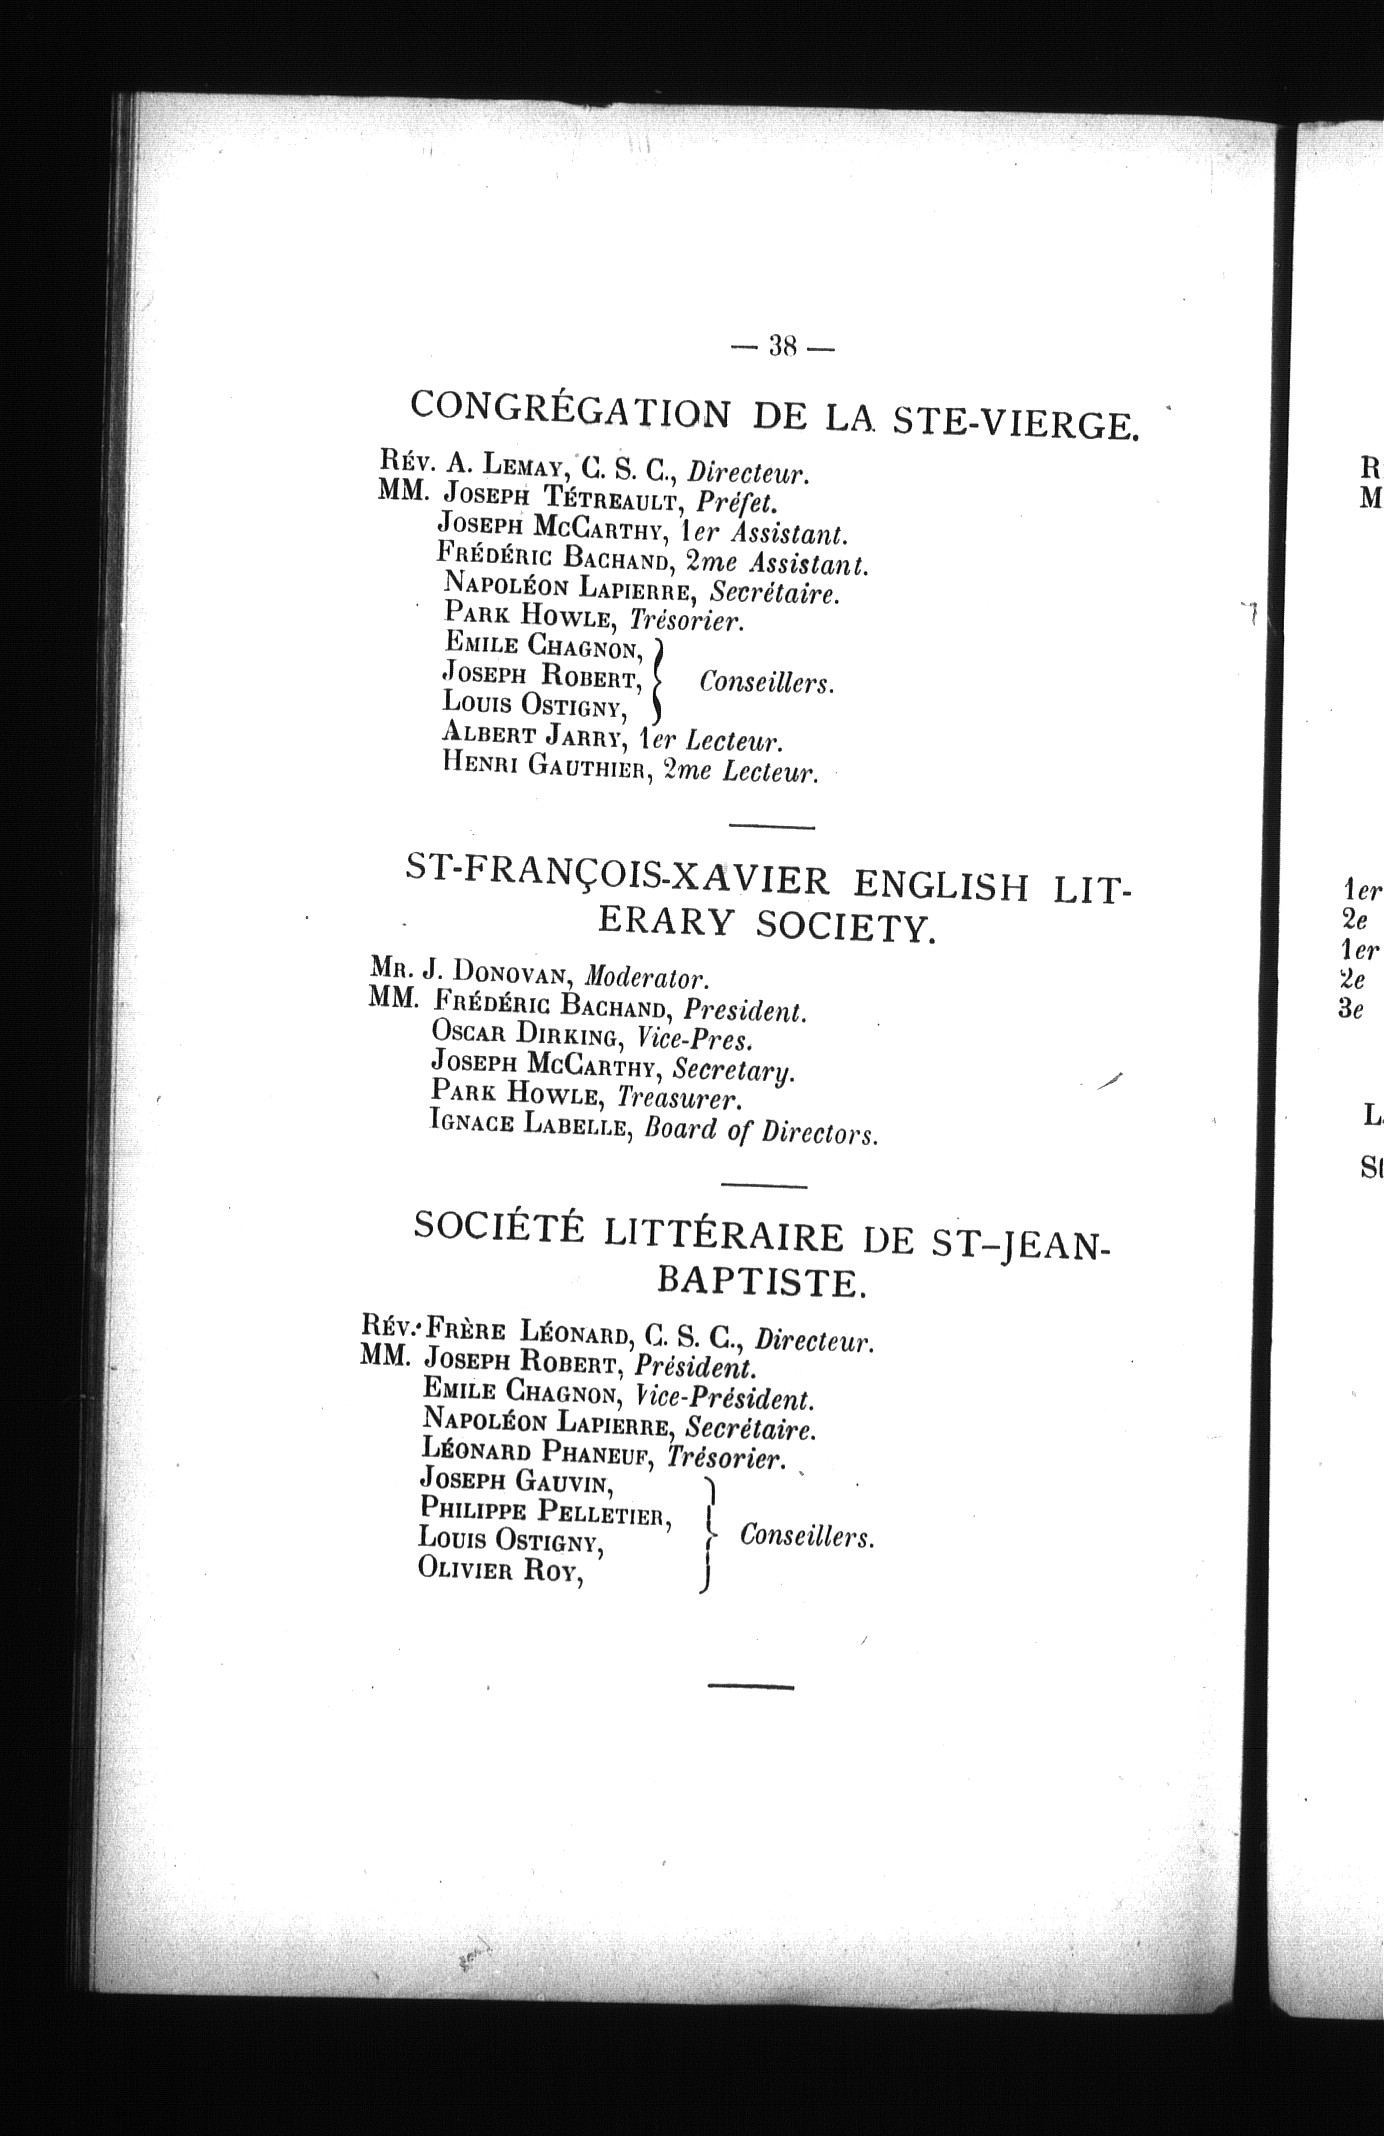 — 38 —
CONGRÉGATION DE LA STE-VIERGE.
RÉV. A. LEMAY, C. S. C., Directeur.
MM. JOSEPH TÉTREAULT, Préfet.
JOSEPH MCCARTHY, 1er Assistant.
FRÉDÉRIC BACHAND, 2me Assistant.
NAPOLÉON LAPIERRE, Secrétaire.
PARK HOWLE, Trésorier.
EMILE CHAGNON,
JOSEPH ROBERT, } Conseillers.
LOUIS OSTIGNY,
ALBERT JARRY, 1er Lecteur.
HENRI GAUTHIER, 2me Lecteur.
ST-FRANÇOIS-XAVIER ENGLISH LIT-
ERARY SOCIETY.
MR. J. DONOVAN, Moderator.
MM. FRÉDÉRIC BACHAND, President.
OSCAR DIRKING, Vice-Pres.
JOSEPH MCCARTHY, Secretary.
PARK HOWLE, Treasurer.
IGNACE LABELLE, Board of Directors.
SOCIÉTÉ LITTÉRAIRE DE ST-JEAN-
BAPTISTE.
RÉV. FRÈRE LÉONARD, C. S. C., Directeur.
MM. JOSEPH ROBERT, Président.
EMILE CHAGNON, Vice-Président.
NAPOLÉON LAPIERRE, Secrétaire.
LÉONARD PHANEUF, Trésorier.
JOSEPH GAUVIN,
PHILIPPE PELLETIER,
LOUIS OSTIGNY, } Conseillers.
OLIVIER ROY,
1er
2e
1er
2e
3e